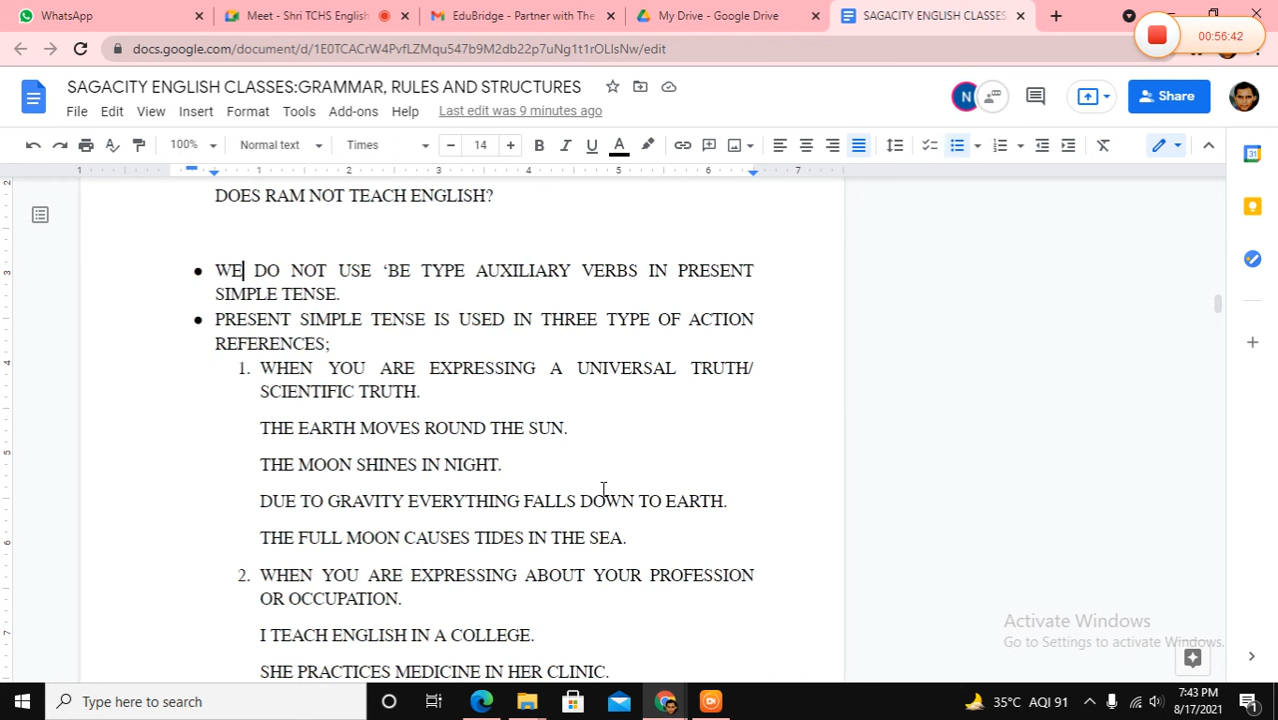 WhatsApp
Meet - Shri TCHS English
EduBridge - Partner with The
My Drive - Google Drive
SAGACITY ENGLISH CLASSES
00:56:42
docs.google.com/document/d/1E0TCACrW4PvfLZMqu547b9M2db22p7uNg1t1rOLIsNw/edit
SAGACITY ENGLISH CLASSES:GRAMMAR, RULES AND STRUCTURES
N
Share
File Edit View Insert Format Tools Add-ons Help Last edit was 9 minutes ago
100% Normal text Times 14
1 1 2 3 4 5 6 7
DOES RAM NOT TEACH ENGLISH?
● WE DO NOT USE ‘BE TYPE AUXILIARY VERBS IN PRESENT
SIMPLE TENSE.
● PRESENT SIMPLE TENSE IS USED IN THREE TYPE OF ACTION
REFERENCES;
1. WHEN YOU ARE EXPRESSING A UNIVERSAL TRUTH/
SCIENTIFIC TRUTH.
THE EARTH MOVES ROUND THE SUN.
THE MOON SHINES IN NIGHT.
DUE TO GRAVITY EVERYTHING FALLS DOWN TO EARTH.
THE FULL MOON CAUSES TIDES IN THE SEA.
2. WHEN YOU ARE EXPRESSING ABOUT YOUR PROFESSION
OR OCCUPATION.
I TEACH ENGLISH IN A COLLEGE.
SHE PRACTICES MEDICINE IN HER CLINIC.
Activate Windows
Go to Settings to activate Windows.
Type here to search
35°C AQI 91
7:43 PM
8/17/2021